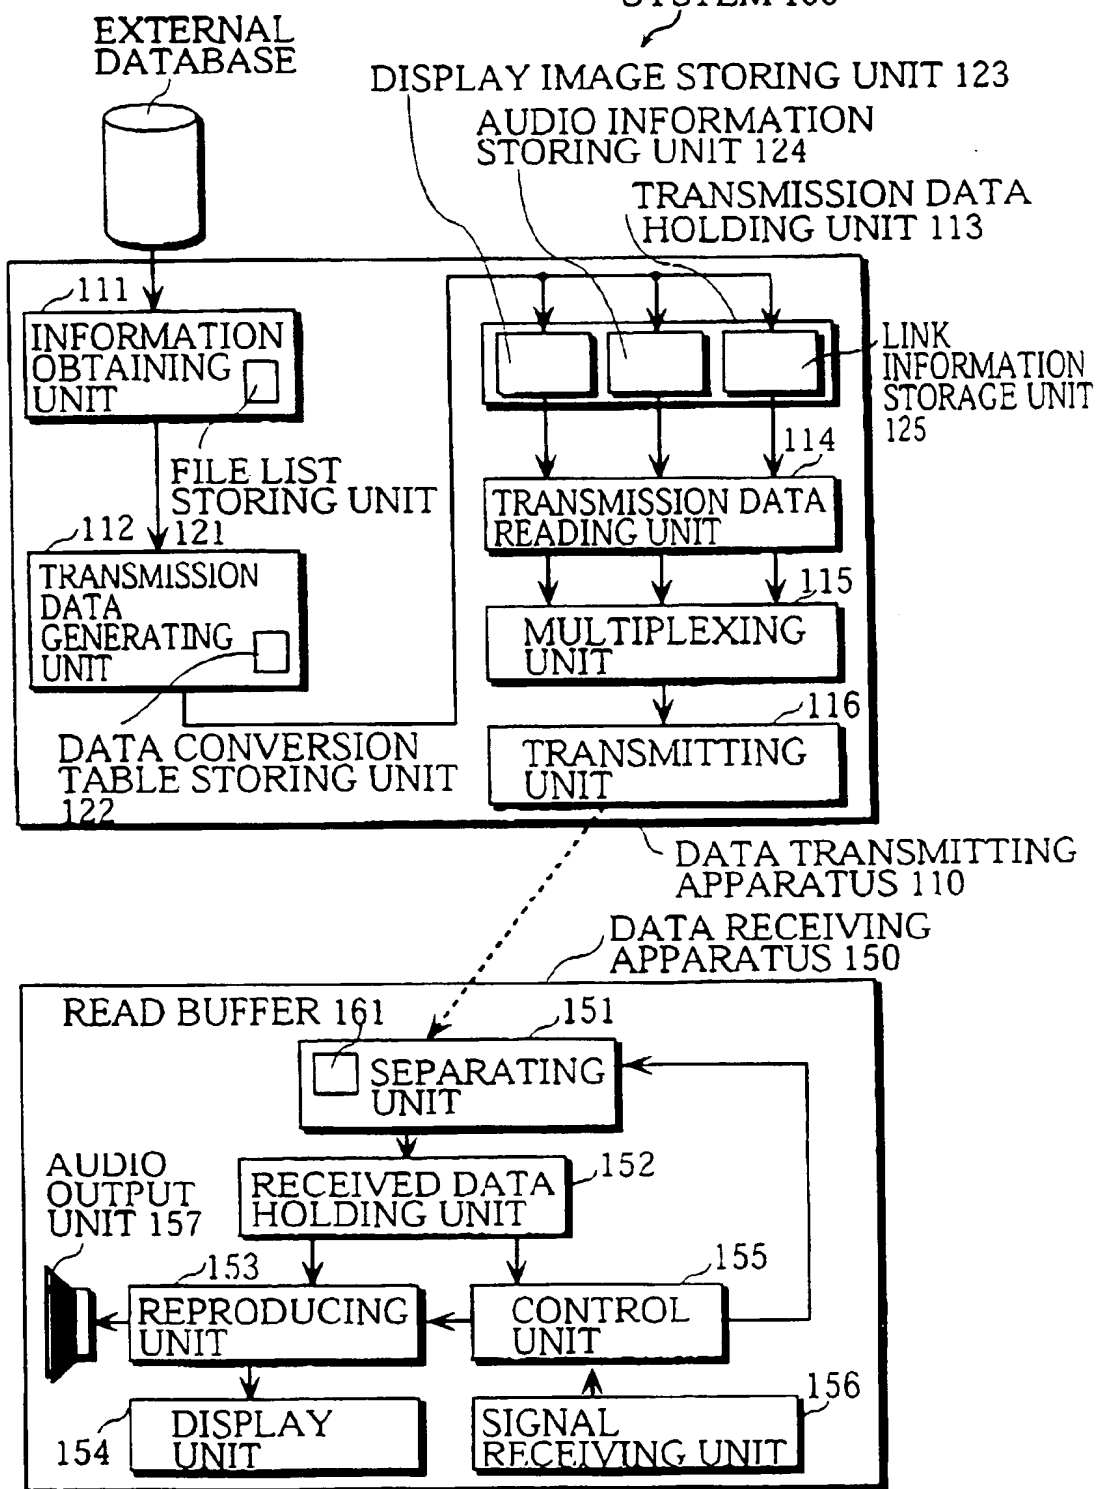 EXTERNAL
DATABASE
DISPLAY IMAGE STORING UNIT 123
AUDIO INFORMATION
STORING UNIT 124
TRANSMISSION DATA
HOLDING UNIT 113
111
INFORMATION
OBTAINING
UNIT
LINK
INFORMATION
STORAGE UNIT
125
FILE LIST
STORING UNIT
121
114
TRANSMISSION DATA
READING UNIT
112
TRANSMISSION
DATA
GENERATING
UNIT
115
MULTIPLEXING
UNIT
116
TRANSMITTING
UNIT
DATA CONVERSION
TABLE STORING UNIT
122
DATA TRANSMITTING
APPARATUS 110
DATA RECEIVING
APPARATUS 150
READ BUFFER 161
151
SEPARATING
UNIT
AUDIO
OUTPUT
UNIT 157
152
RECEIVED DATA
HOLDING UNIT
153
REPRODUCING
UNIT
155
CONTROL
UNIT
154
DISPLAY
UNIT
156
SIGNAL
RECEIVING UNIT